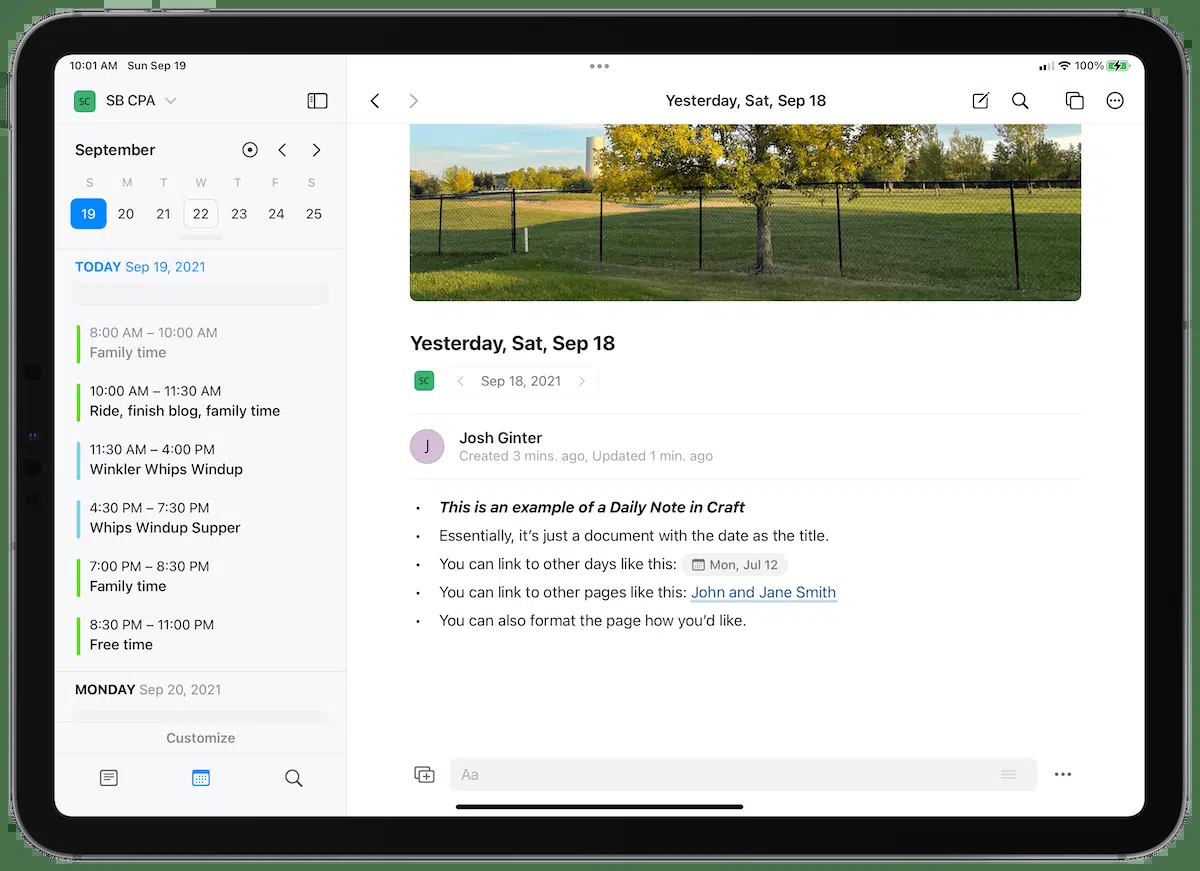 10:01 AM Sun Sep 19
100%
SC SB CPA
Yesterday, Sat, Sep 18
September
S M T W T F S
19 20 21 22 23 24 25
TODAY Sep 19, 2021
8:00 AM – 10:00 AM
Family time
10:00 AM – 11:30 AM
Ride, finish blog, family time
11:30 AM – 4:00 PM
Winkler Whips Windup
4:30 PM – 7:30 PM
Whips Windup Supper
7:00 PM – 8:30 PM
Family time
8:30 PM – 11:00 PM
Free time
MONDAY Sep 20, 2021
Customize
Yesterday, Sat, Sep 18
SC Sep 18, 2021
J
Josh Ginter
Created 3 mins. ago, Updated 1 min. ago
• This is an example of a Daily Note in Craft
• Essentially, it’s just a document with the date as the title.
• You can link to other days like this: Mon, Jul 12
• You can link to other pages like this: John and Jane Smith
• You can also format the page how you’d like.
Aa